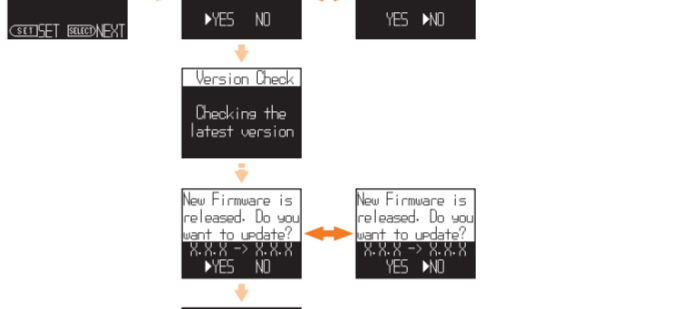 SET SET SELECT NEXT
▶YES NO
YES ▶NO
Version Check
Checking the
latest version
New Firmware is
released. Do you
want to update?
X.X.X -> X.X.X
▶YES NO
New Firmware is
released. Do you
want to update?
X.X.X -> X.X.X
YES ▶NO